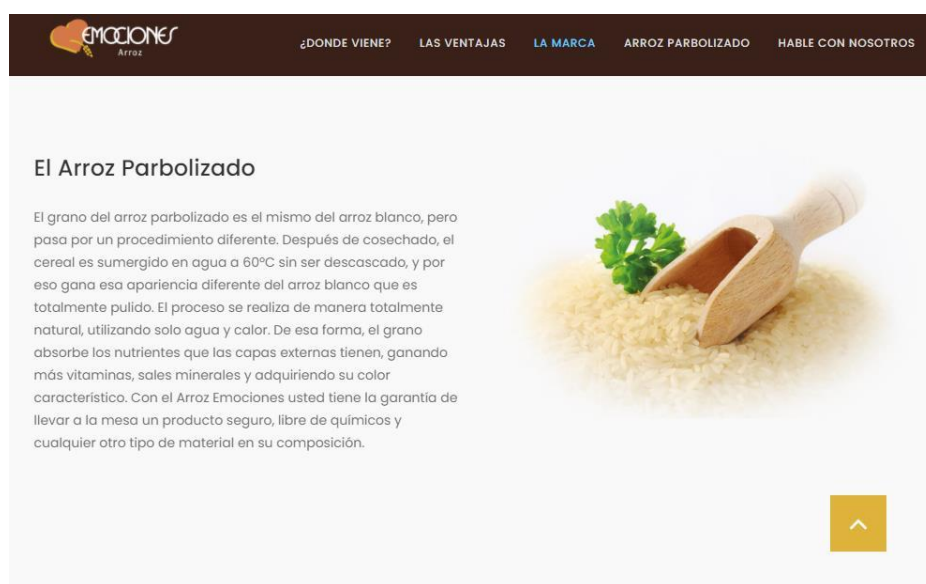 EMOCIONES
Arroz
¿DONDE VIENE? LAS VENTAJAS LA MARCA ARROZ PARBOLIZADO HABLE CON NOSOTROS
El Arroz Parbolizado
El grano del arroz parbolizado es el mismo del arroz blanco, pero
pasa por un procedimiento diferente. Después de cosechado, el
cereal es sumergido en agua a 60ºC sin ser descascado, y por
eso gana esa apariencia diferente del arroz blanco que es
totalmente pulido. El proceso se realiza de manera totalmente
natural, utilizando solo agua y calor. De esa forma, el grano
absorbe los nutrientes que las capas externas tienen, ganando
más vitaminas, sales minerales y adquiriendo su color
característico. Con el Arroz Emociones usted tiene la garantía de
llevar a la mesa un producto seguro, libre de químicos y
cualquier otro tipo de material en su composición.